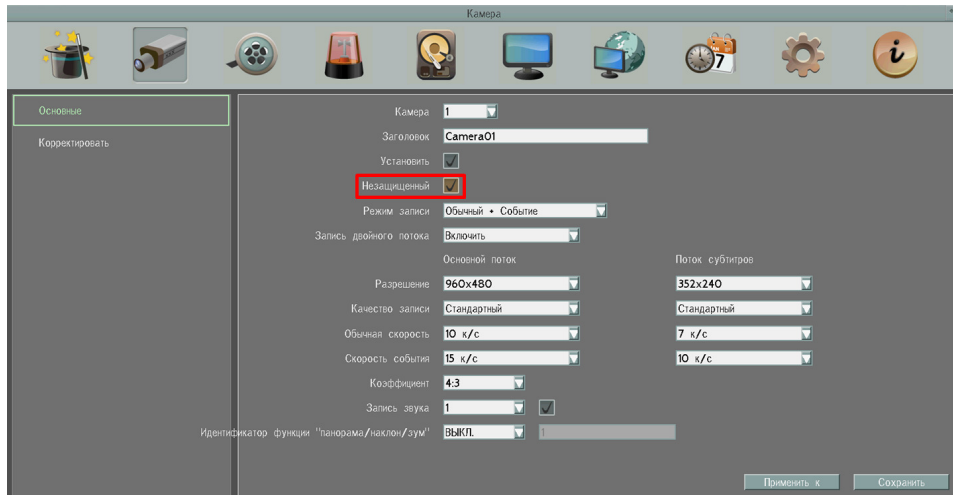 Камера
7
i
Основные
Корректировать
Камера 1
Заголовок Camera01
Установить
Незащищенный
Режим записи Обычный + Событие
Запись двойного потока Включить
Основной поток Поток субтитров
Разрешение 960x480 352x240
Качество записи Стандартный Стандартный
Обычная скорость 10 к/с 7 к/с
Скорость события 15 к/с 10 к/с
Коэффициент 4:3
Запись звука 1
Идентификатор функции "панорама/наклон/зум" ВЫКЛ. 1
Применить к Сохранить